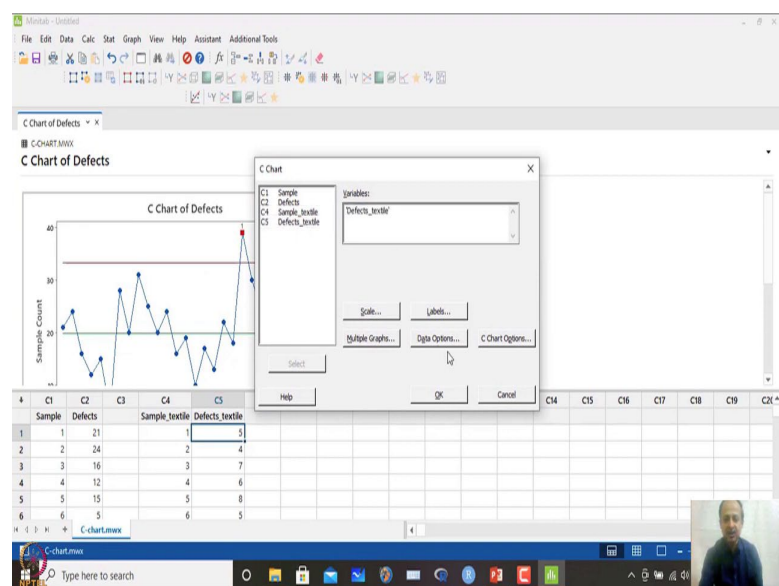 Minitab - Untitled
File Edit Data Calc Stat Graph View Help Assistant Additional Tools
C Chart of Defects
C-CHART.MWX
C Chart of Defects
C Chart of Defects
40
30
20
Sample Count
1
C Chart
C1 Sample
C2 Defects
C4 Sample_textile
C5 Defects_textile
Variables:
'Defects_textile'
Scale... Labels...
Multiple Graphs... Data Options... C Chart Options...
Select
Help OK Cancel
C1 C2 C3 C4 C5 C14 C15 C16 C17 C18 C19 C20
Sample Defects Sample_textile Defects_textile
1 1 21 1 5
2 2 24 2 4
3 3 16 3 7
4 4 12 4 6
5 5 15 5 8
6 6 5 6 5
C-chart.mwx
C-chart.mwx
Type here to search
NPTEL